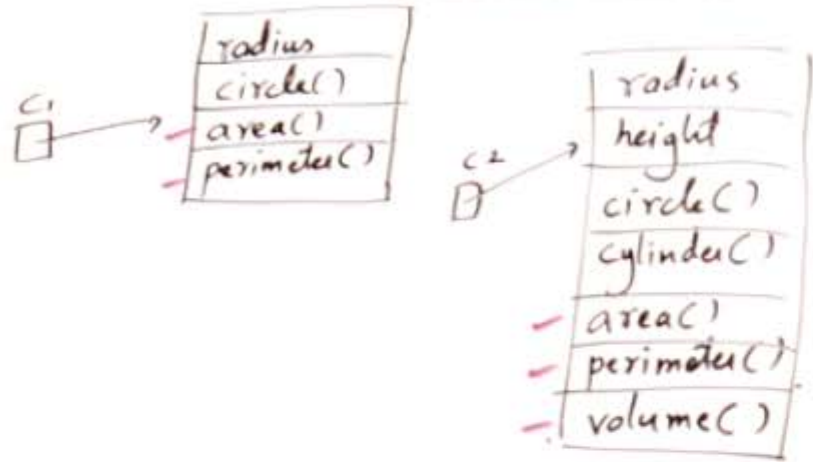 C1
radius
circle()
area()
perimeter()
C2
radius
height
circle()
cylinder()
area()
perimeter()
volume()